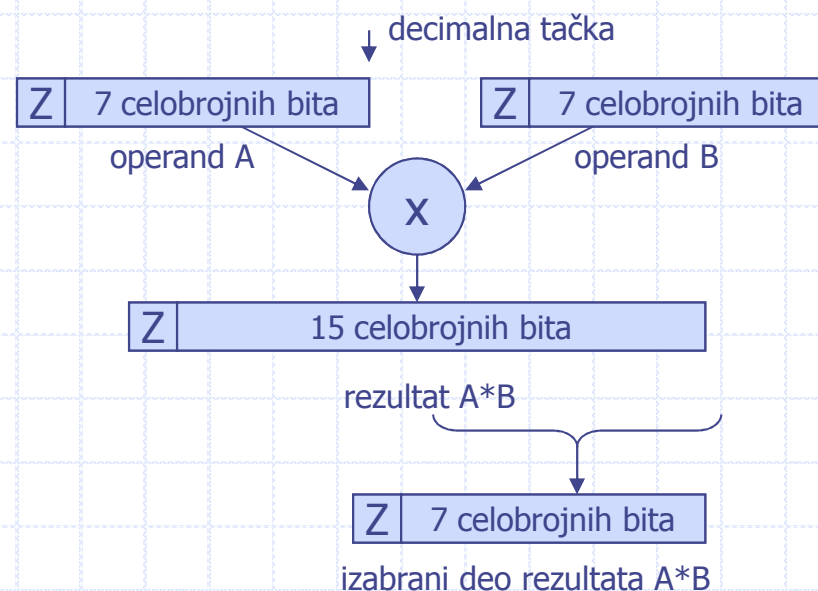 decimalna tačka
Z 7 celobrojnih bita
Z 7 celobrojnih bita
operand A
operand B
x
Z 15 celobrojnih bita
rezultat A*B
Z 7 celobrojnih bita
izabrani deo rezultata A*B